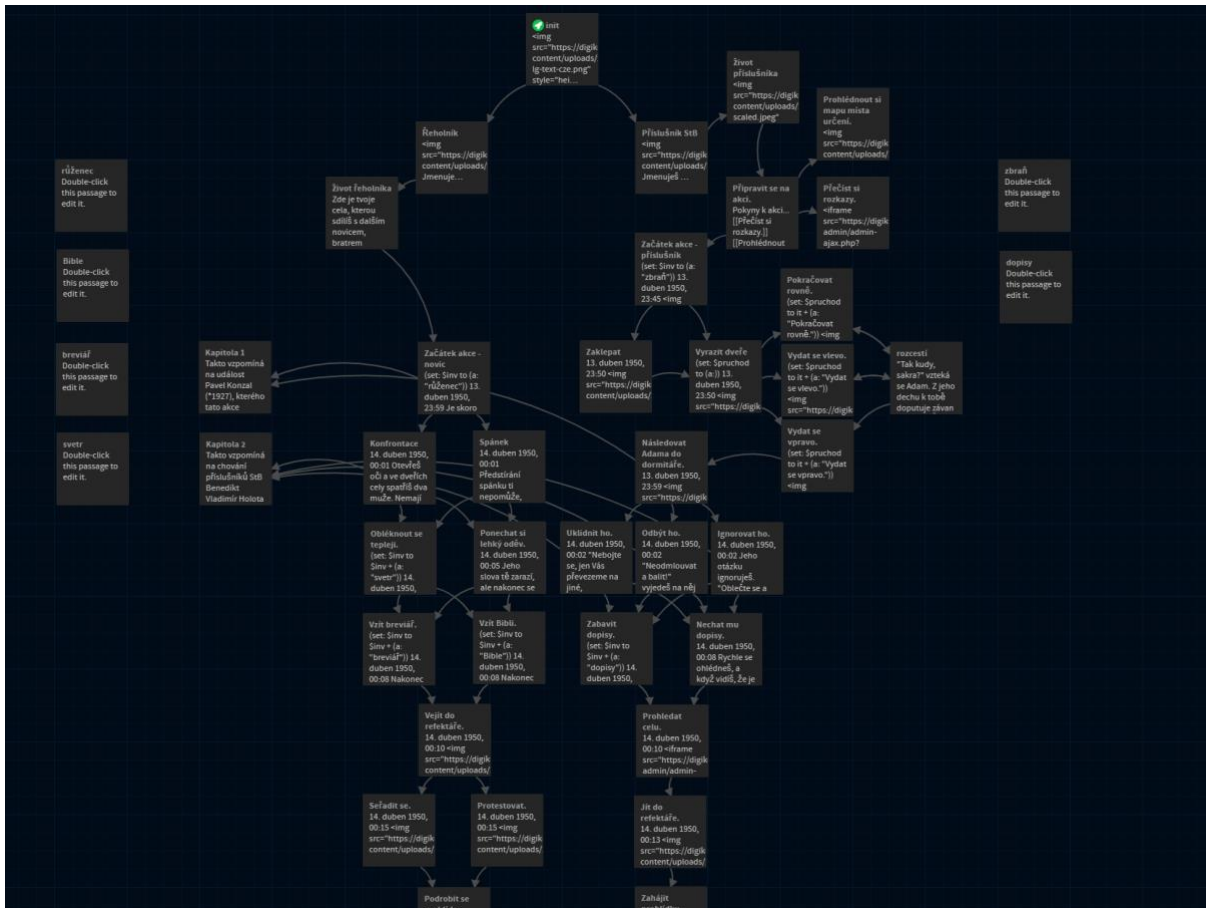 init
<img
src="https://digik
content/uploads/
lg-text-cze.png"
style="hei...
život
příslušníka
<img
src="https://digik
content/uploads/
scaled.jpeg"
Prohlédnout si
mapu místa
určení.
<img
src="https://digik
content/uploads/
Řeholník
<img
src="https://digik
content/uploads/
Jmenuje...
Příslušník StB
<img
src="https://digik
content/uploads/
Jmenuješ ...
růženec
Double-click
this passage to
edit it.
život řeholníka
Zde je tvoje
cela, kterou
sdílíš s dalším
novicem,
bratrem
Připravit se na
akci.
Pokyny k akci...
[[Přečíst si
rozkazy.]]
[[Prohlédnout
Přečíst si
rozkazy.
<iframe
src="https://digik
admin/admin-
ajax.php?
zbraň
Double-click
this passage to
edit it.
Bible
Double-click
this passage to
edit it.
Začátek akce -
příslušník
(set: $inv to (a:
"zbraň")) 13.
duben 1950,
23:45 <img
dopisy
Double-click
this passage to
edit it.
Pokračovat
rovně.
(set: $pruchod
to it + (a:
"Pokračovat
rovně.")) <img
breviář
Double-click
this passage to
edit it.
Kapitola 1
Takto vzpomíná
na událost
Pavel Konzal
(*1927), kterého
tato akce
Začátek akce -
novic
(set: $inv to (a:
"růženec")) 13.
duben 1950,
23:59 Je skoro
Zaklepat
13. duben 1950,
23:50 <img
src="https://digik
content/uploads/
Vyrazit dveře
(set: $pruchod
to (a:)) 13.
duben 1950,
23:50 <img
src="https://digik
Vydat se vlevo.
(set: $pruchod
to it + (a: "Vydat
se vlevo."))
<img
src="https://digik
rozcestí
"Tak kudy,
sakra?" vzteká
se Adam. Z jeho
dechu k tobě
doputuje závan
svetr
Double-click
this passage to
edit it.
Kapitola 2
Takto vzpomíná
na chování
příslušníků StB
Benedikt
Vladimír Holota
Konfrontace
14. duben 1950,
00:01 Otevřeš
oči a ve dveřích
cely spatříš dva
muže. Nemají
Spánek
14. duben 1950,
00:01
Předstírání
spánku ti
nepomůže,
Následovat
Adama do
dormitáře.
13. duben 1950,
23:59 <img
src="https://digik
Vydat se
vpravo.
(set: $pruchod
to it + (a: "Vydat
se vpravo."))
<img
Obléknout se
tepleji.
(set: $inv to
$inv + (a:
"svetr")) 14.
duben 1950,
Ponechat si
lehký oděv.
14. duben 1950,
00:05 Jeho
slova tě zarazí,
ale nakonec se
Uklidnit ho.
14. duben 1950,
00:02 "Nebojte
se, jen Vás
převezeme na
jiné,
Odbýt ho.
14. duben 1950,
00:02
"Neodmlouvat
a balit!"
vyjedeš na něj
Ignorovat ho.
14. duben 1950,
00:02 Jeho
otázku
ignoruješ.
"Oblečte se a
Vzít breviář.
(set: $inv to
$inv + (a:
"breviář")) 14.
duben 1950,
00:08 Nakonec
Vzít Bibli.
(set: $inv to
$inv + (a:
"Bible")) 14.
duben 1950,
00:08 Nakonec
Zabavit
dopisy.
(set: $inv to
$inv + (a:
"dopisy")) 14.
duben 1950,
Nechat mu
dopisy.
14. duben 1950,
00:08 Rychle se
ohlédneš, a
když vidíš, že je
Vejít do
refektáře.
14. duben 1950,
00:10 <img
src="https://digik
content/uploads/
Prohledat
celu.
14. duben 1950,
00:10 <iframe
src="https://digik
admin/admin-
Seřadit se.
14. duben 1950,
00:15 <img
src="https://digik
content/uploads/
Protestovat.
14. duben 1950,
00:15 <img
src="https://digik
content/uploads/
Jít do
refektáře.
14. duben 1950,
00:13 <img
src="https://digik
content/uploads/
Podrobit se
Zahájit